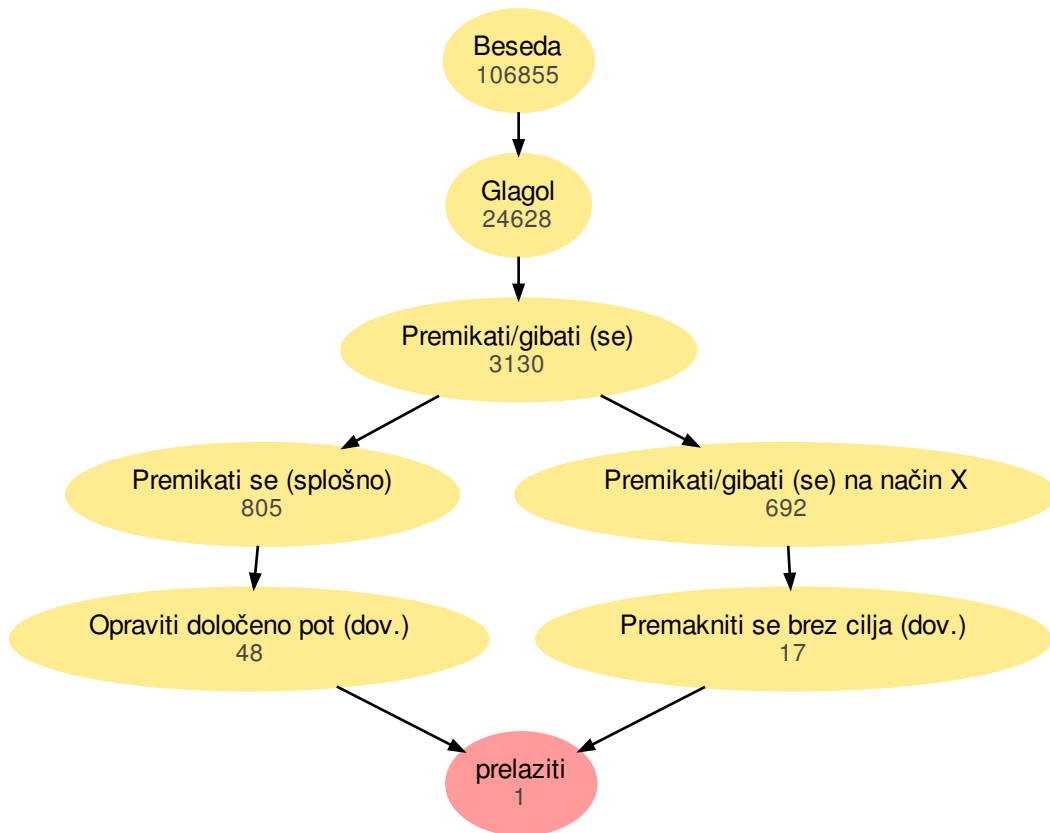 Beseda
106855
Glagol
24628
Premikati/gibati (se)
3130
Premikati se (splošno)
805
Premikati/gibati (se) na način X
692
Opraviti določeno pot (dov.)
48
Premakniti se brez cilja (dov.)
17
prelaziti
1